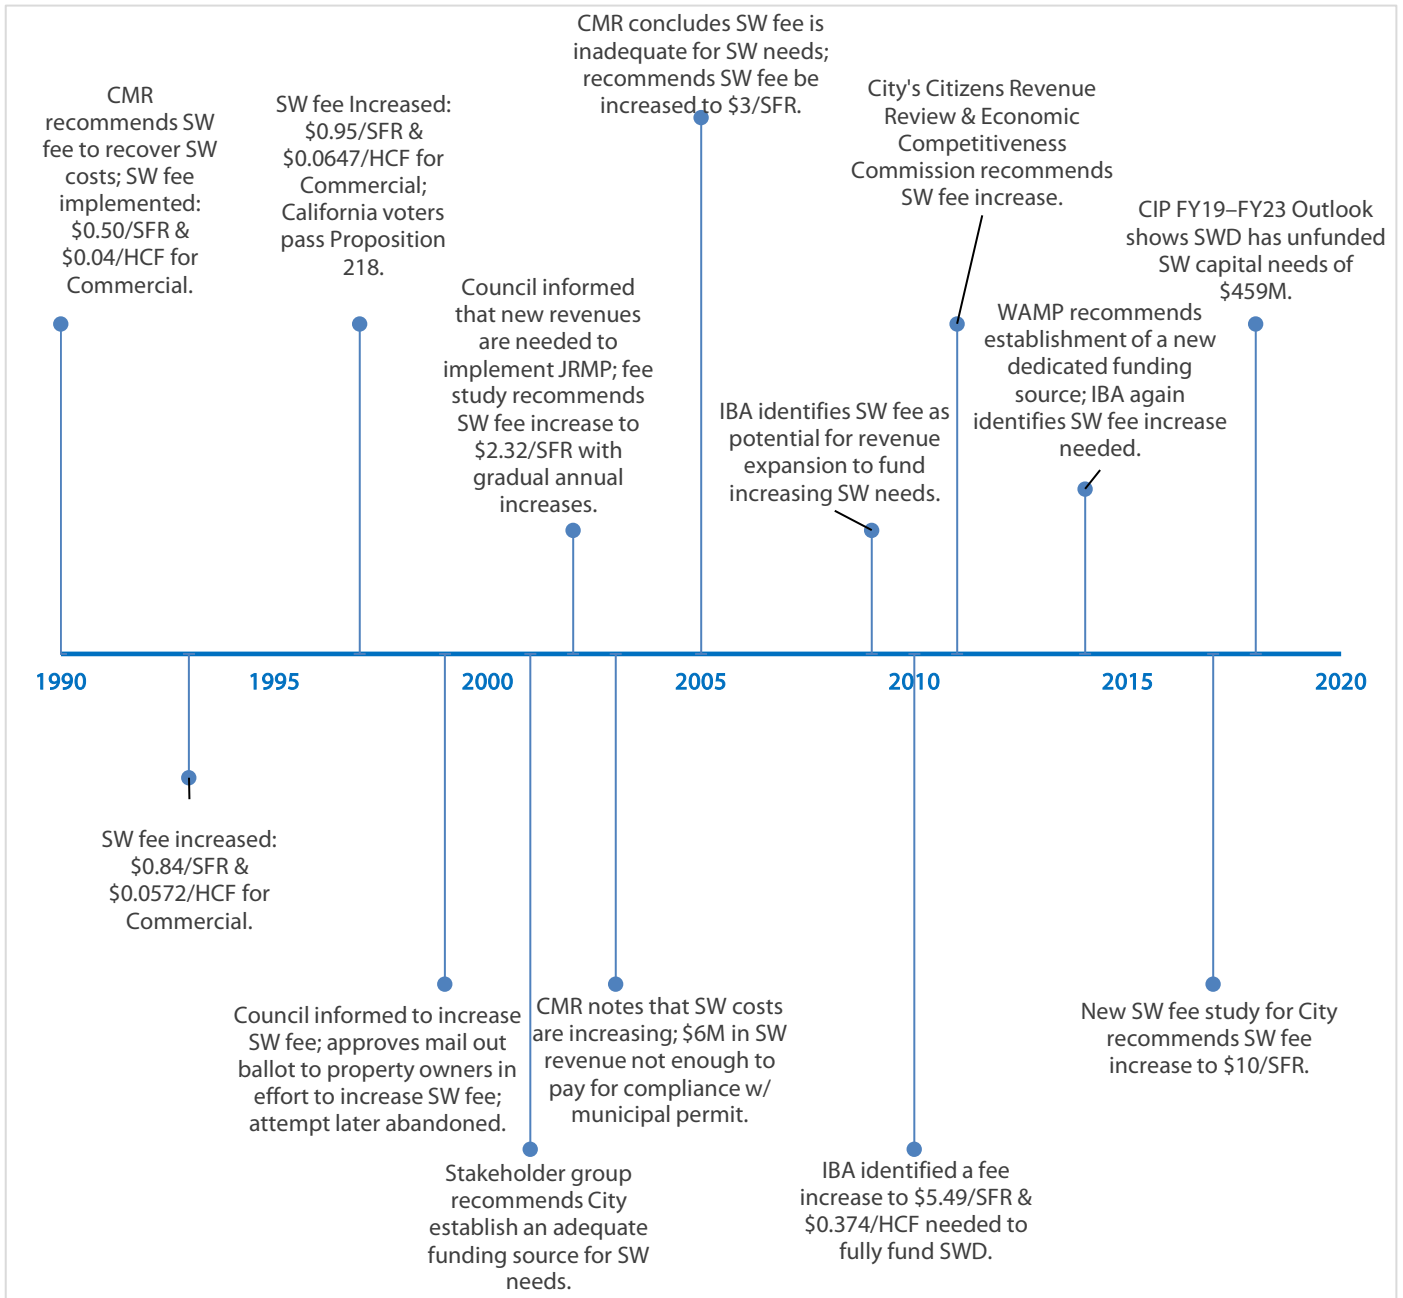 CMR
recommends SW
fee to recover SW
costs; SW fee
implemented:
$0.50/SFR &
$0.04/HCF for
Commercial.
SW fee Increased:
$0.95/SFR &
$0.0647/HCF for
Commercial;
California voters
pass Proposition
218.
Council informed
that new revenues
are needed to
implement JRMP; fee
study recommends
SW fee increase to
$2.32/SFR with
gradual annual
increases.
CMR concludes SW fee is
inadequate for SW needs;
recommends SW fee be
increased to $3/SFR.
IBA identifies SW fee as
potential for revenue
expansion to fund
increasing SW needs.
City's Citizens Revenue
Review & Economic
Competitiveness
Commission recommends
SW fee increase.
WAMP recommends
establishment of a new
dedicated funding
source; IBA again
identifies SW fee increase
needed.
CIP FY19–FY23 Outlook
shows SWD has unfunded
SW capital needs of
$459M.
1990
1995
2000
2005
2010
2015
2020
SW fee increased:
$0.84/SFR &
$0.0572/HCF for
Commercial.
Council informed to increase
SW fee; approves mail out
ballot to property owners in
effort to increase SW fee;
attempt later abandoned.
Stakeholder group
recommends City
establish an adequate
funding source for SW
needs.
CMR notes that SW costs
are increasing; $6M in SW
revenue not enough to
pay for compliance w/
municipal permit.
IBA identified a fee
increase to $5.49/SFR &
$0.374/HCF needed to
fully fund SWD.
New SW fee study for City
recommends SW fee
increase to $10/SFR.